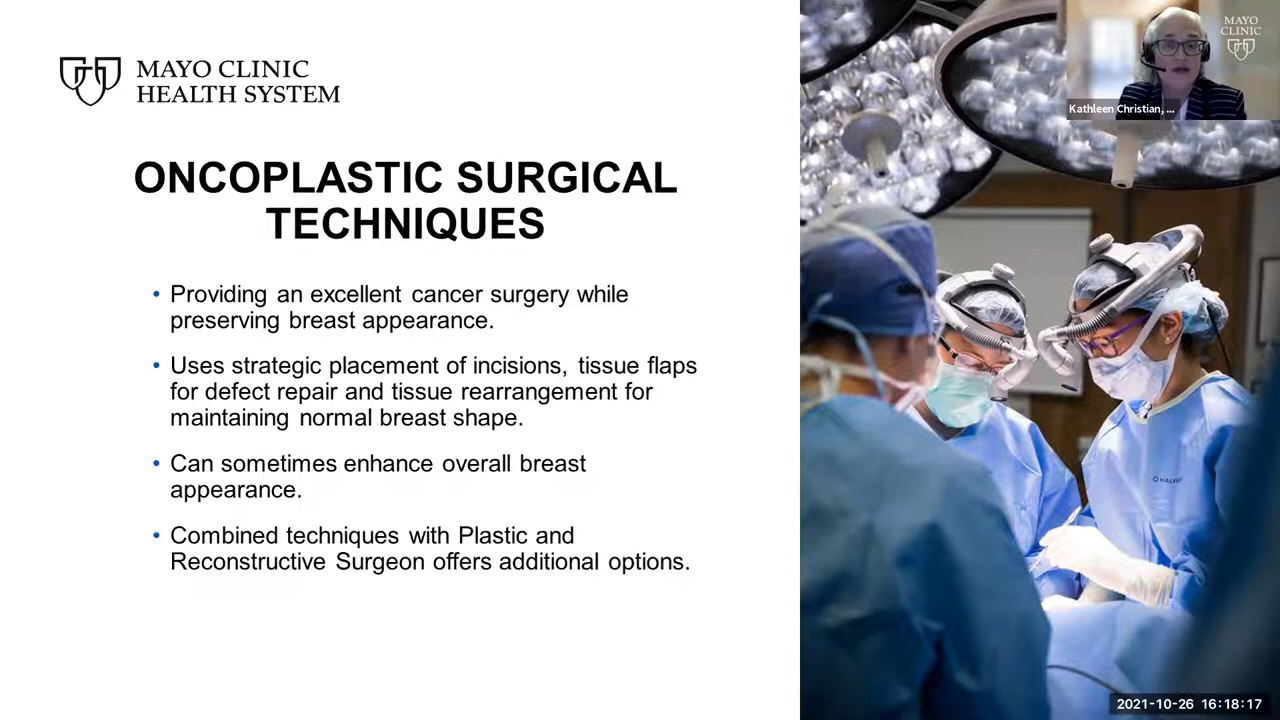 MAYO CLINIC
HEALTH SYSTEM
ONCOPLASTIC SURGICAL
TECHNIQUES
• Providing an excellent cancer surgery while
preserving breast appearance.
• Uses strategic placement of incisions, tissue flaps
for defect repair and tissue rearrangement for
maintaining normal breast shape.
• Can sometimes enhance overall breast
appearance.
• Combined techniques with Plastic and
Reconstructive Surgeon offers additional options.
MAYO
CLINIC
Kathleen Christian, ...
2021-10-26 16:18:17